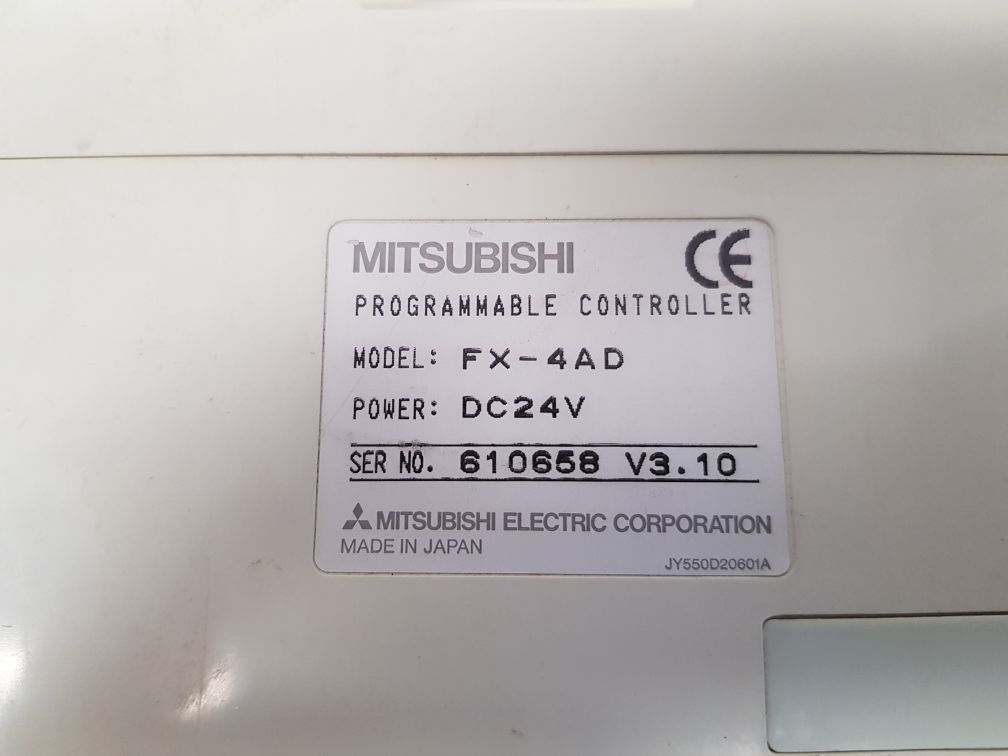 MITSUBISHI CE
PROGRAMMABLE CONTROLLER
MODEL: FX-4AD
POWER: DC24V
SER NO. 610658 V3.10
MITSUBISHI ELECTRIC CORPORATION
MADE IN JAPAN
JY550D20601A